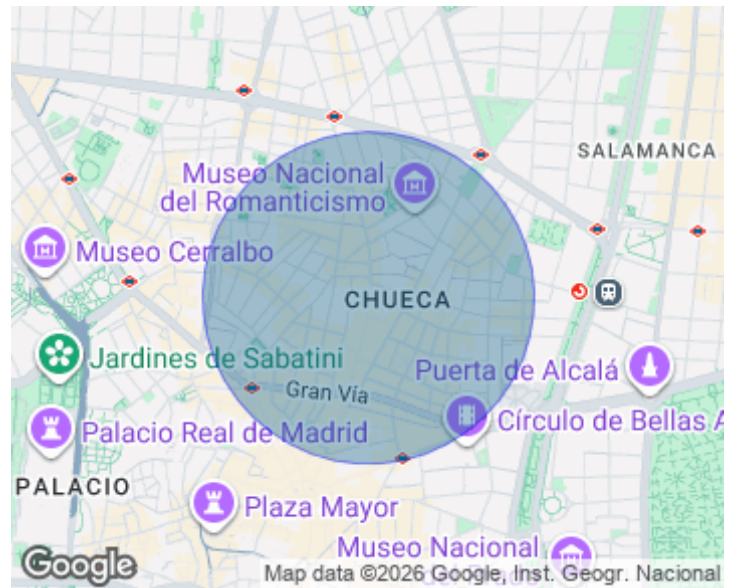 SALAMANCA
Museo Nacional
del Romanticismo
Museo Cerralbo
CHUECA
Jardines de Sabatini
Puerta de Alcalá
Gran Vía
Círculo de Bellas A
Palacio Real de Madrid
PALACIO
Plaza Mayor
Museo Nacional
Google
Map data ©2026 Google, Inst. Geogr. Nacional